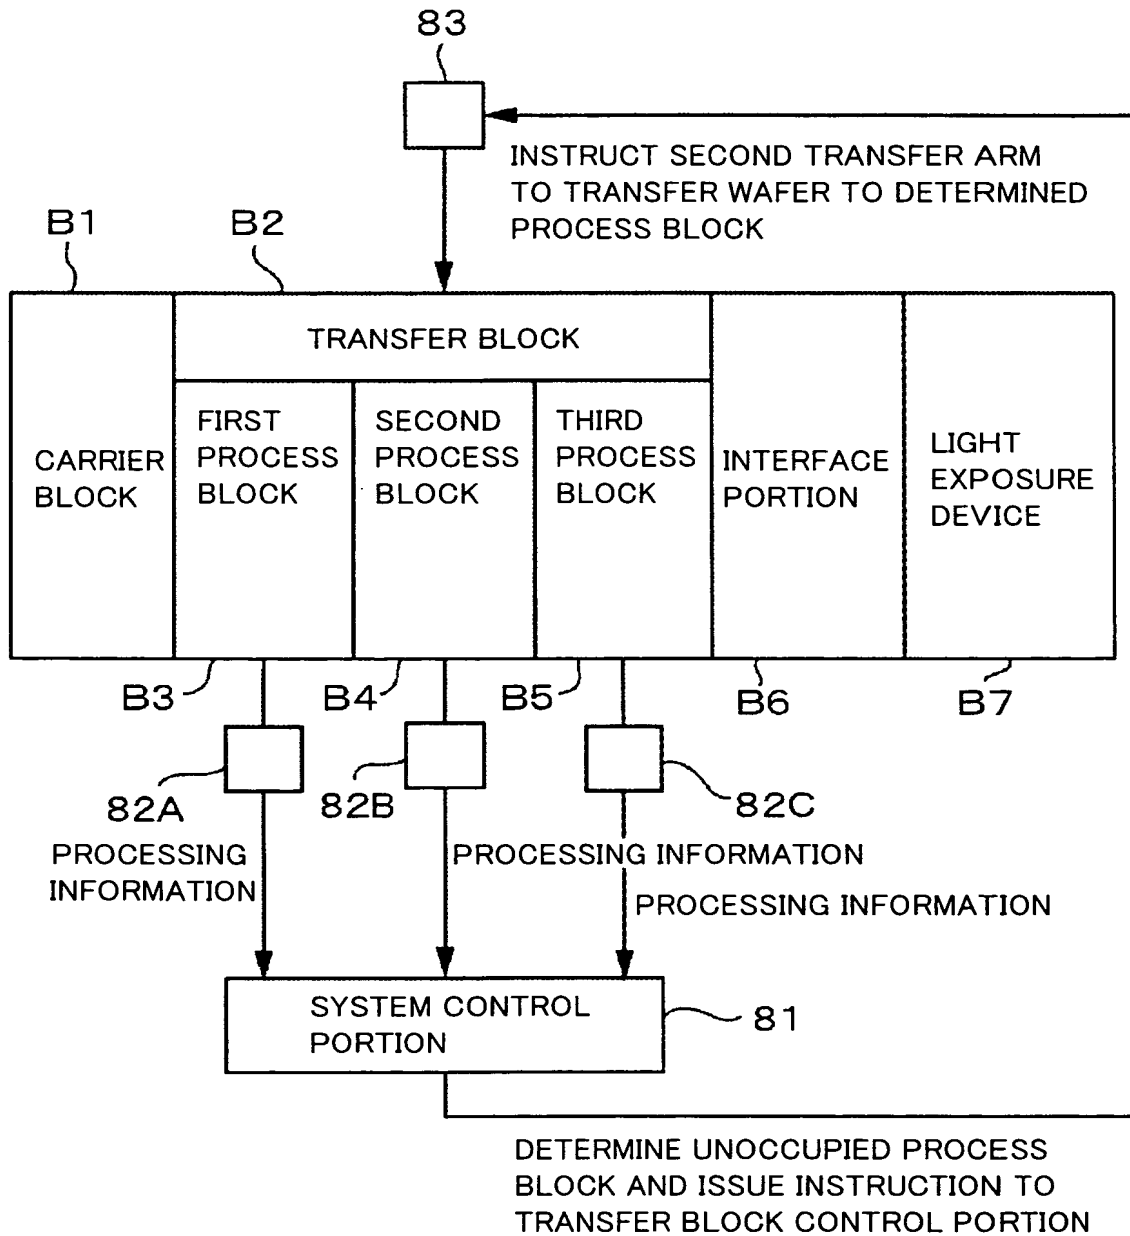 83
INSTRUCT SECOND TRANSFER ARM
TO TRANSFER WAFER TO DETERMINED
PROCESS BLOCK
B1
B2
TRANSFER BLOCK
CARRIER
BLOCK
FIRST
PROCESS
BLOCK
SECOND
PROCESS
BLOCK
THIRD
PROCESS
BLOCK
INTERFACE
PORTION
LIGHT
EXPOSURE
DEVICE
B3
B4
B5
B6
B7
82A
82B
82C
PROCESSING
INFORMATION
PROCESSING INFORMATION
PROCESSING INFORMATION
SYSTEM CONTROL
PORTION
81
DETERMINE UNOCCUPIED PROCESS
BLOCK AND ISSUE INSTRUCTION TO
TRANSFER BLOCK CONTROL PORTION